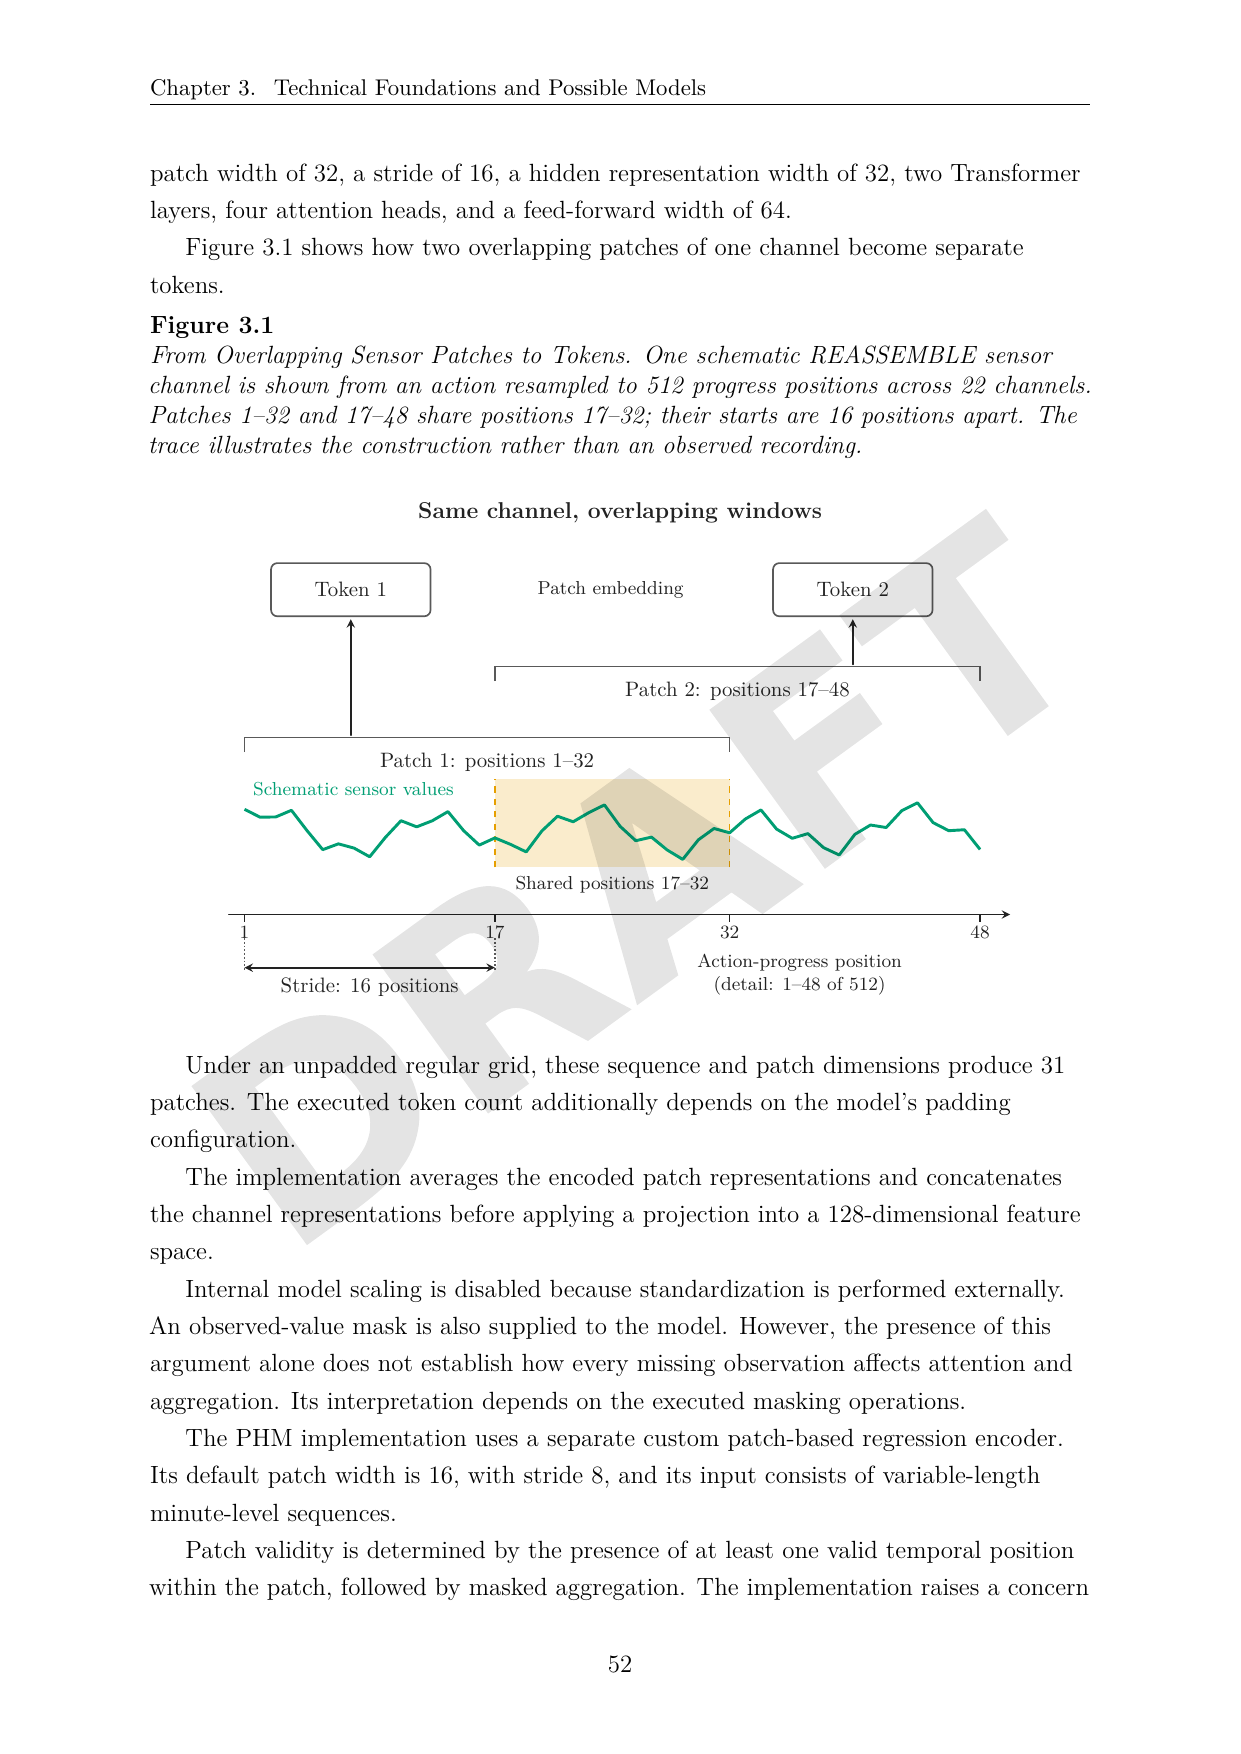 Chapter 3. Technical Foundations and Possible Models
patch width of 32, a stride of 16, a hidden representation width of 32, two Transformer
layers, four attention heads, and a feed-forward width of 64.
Figure 3.1 shows how two overlapping patches of one channel become separate
tokens.
Figure 3.1
From Overlapping Sensor Patches to Tokens. One schematic REASSEMBLE sensor
channel is shown from an action resampled to 512 progress positions across 22 channels.
Patches 1–32 and 17–48 share positions 17–32; their starts are 16 positions apart. The
trace illustrates the construction rather than an observed recording.
Same channel, overlapping windows
Token 1
Patch embedding
Token 2
Patch 2: positions 17–48
Patch 1: positions 1–32
Schematic sensor values
Shared positions 17–32
1 17 32 48
Action-progress position
(detail: 1–48 of 512)
Stride: 16 positions
DRAFT
Under an unpadded regular grid, these sequence and patch dimensions produce 31
patches. The executed token count additionally depends on the model's padding
configuration.
The implementation averages the encoded patch representations and concatenates
the channel representations before applying a projection into a 128-dimensional feature
space.
Internal model scaling is disabled because standardization is performed externally.
An observed-value mask is also supplied to the model. However, the presence of this
argument alone does not establish how every missing observation affects attention and
aggregation. Its interpretation depends on the executed masking operations.
The PHM implementation uses a separate custom patch-based regression encoder.
Its default patch width is 16, with stride 8, and its input consists of variable-length
minute-level sequences.
Patch validity is determined by the presence of at least one valid temporal position
within the patch, followed by masked aggregation. The implementation raises a concern
52